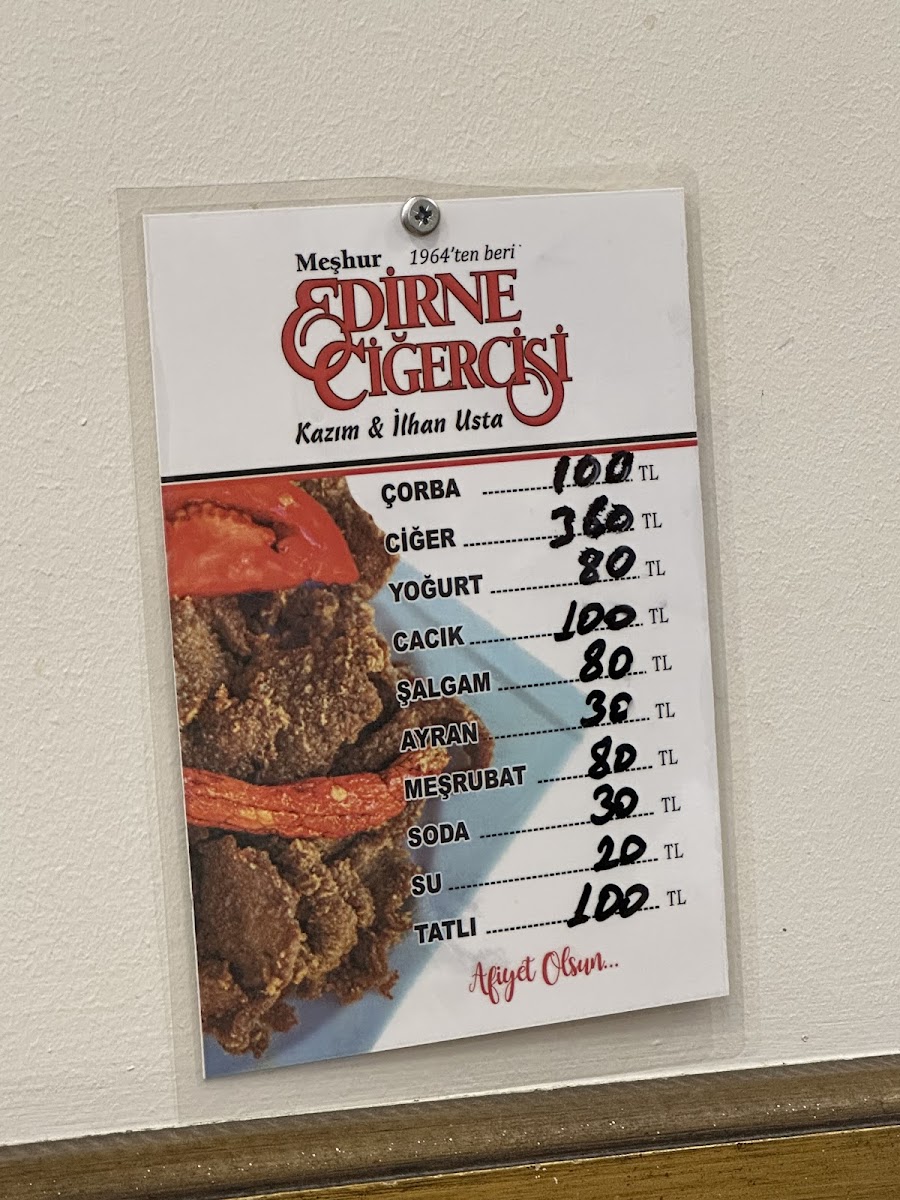 Meşhur 1964'ten beri
EDİRNE
CİĞERCİSİ
Kazım & İlhan Usta
ÇORBA ---------- 100 TL
CİĞER ---------- 360 TL
YOĞURT ---------- 80 TL
CACIK ---------- 100 TL
ŞALGAM ---------- 80 TL
AYRAN ---------- 30 TL
MEŞRUBAT ---------- 80 TL
SODA ---------- 30 TL
SU ---------- 20 TL
TATLI ---------- 100 TL
Afiyet Olsun...